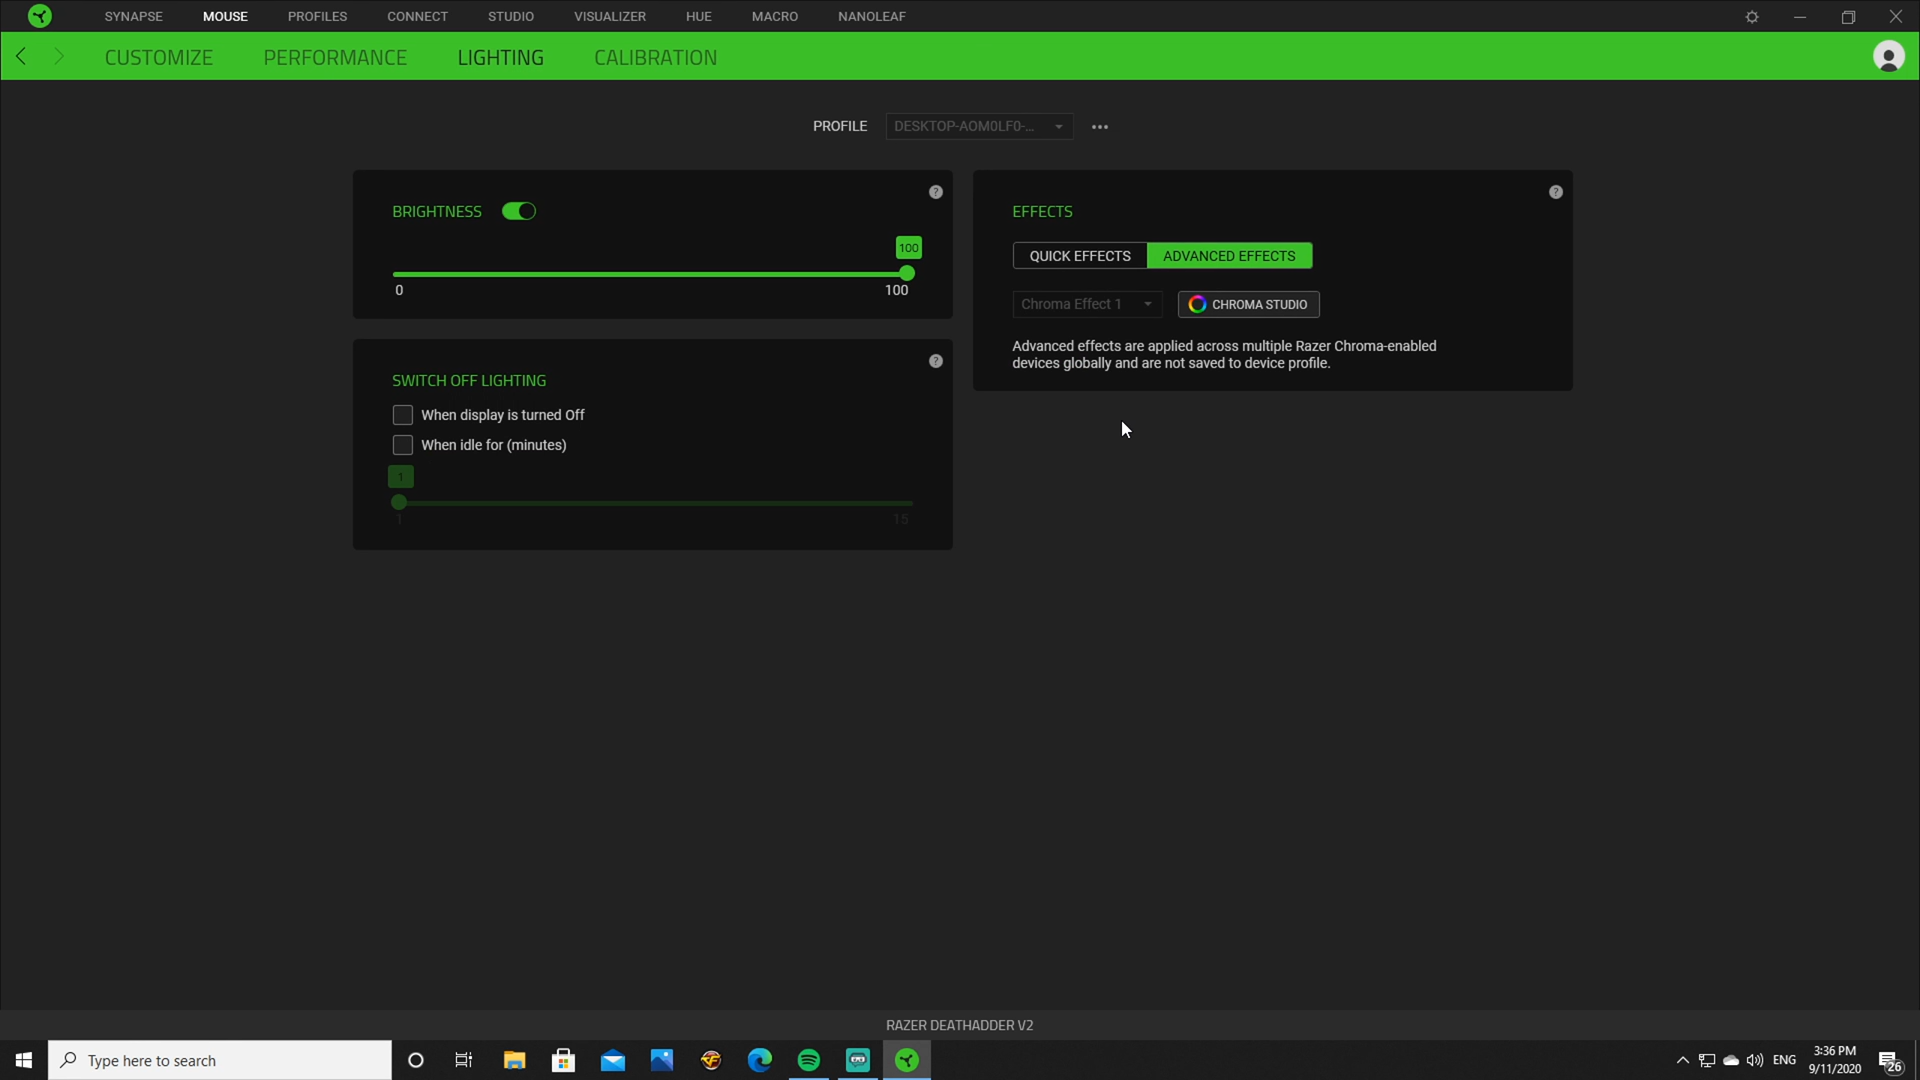 SYNAPSE MOUSE PROFILES CONNECT STUDIO VISUALIZER HUE MACRO NANOLEAF
CUSTOMIZE PERFORMANCE LIGHTING CALIBRATION
PROFILE DESKTOP-AOM0LF0-... •••
BRIGHTNESS
?
100
0 100
SWITCH OFF LIGHTING
?
When display is turned Off
When idle for (minutes)
1
1 15
EFFECTS
?
QUICK EFFECTS ADVANCED EFFECTS
Chroma Effect 1 CHROMA STUDIO
Advanced effects are applied across multiple Razer Chroma-enabled
devices globally and are not saved to device profile.
RAZER DEATHADDER V2
Type here to search
ENG
3:36 PM
9/11/2020
26